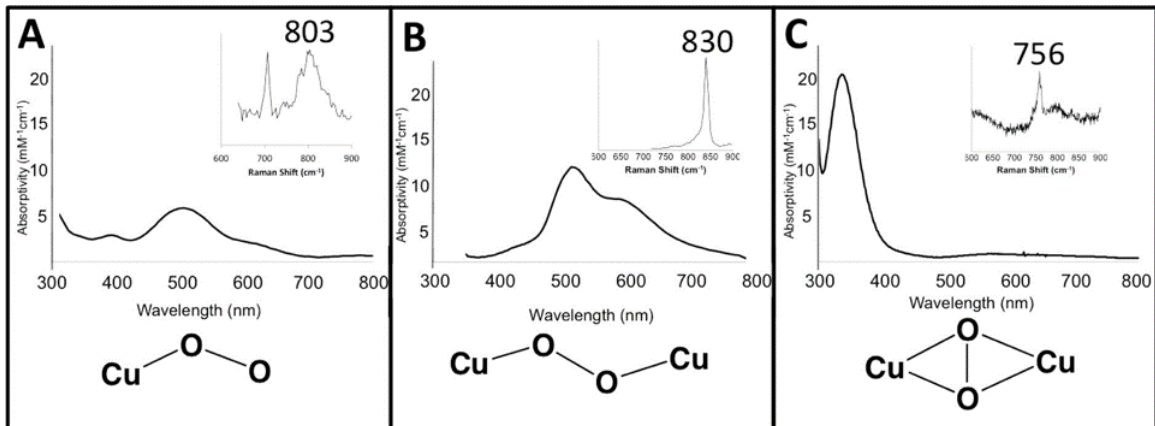 A
803
20
15
10
5
Absorptivity (mM⁻¹cm⁻¹)
600 700 800 900
Raman Shift (cm⁻¹)
300 400 500 600 700 800
Wavelength (nm)
O
Cu O
B
830
20
15
10
5
Absorptivity (mM⁻¹cm⁻¹)
600 650 700 750 800 850 900
Raman Shift (cm⁻¹)
300 400 500 600 700 800
Wavelength (nm)
O Cu
Cu O
C
756
20
15
10
5
Absorptivity (mM⁻¹cm⁻¹)
600 650 700 750 800 850 900
Raman Shift (cm⁻¹)
300 400 500 600 700 800
Wavelength (nm)
O
Cu Cu
O